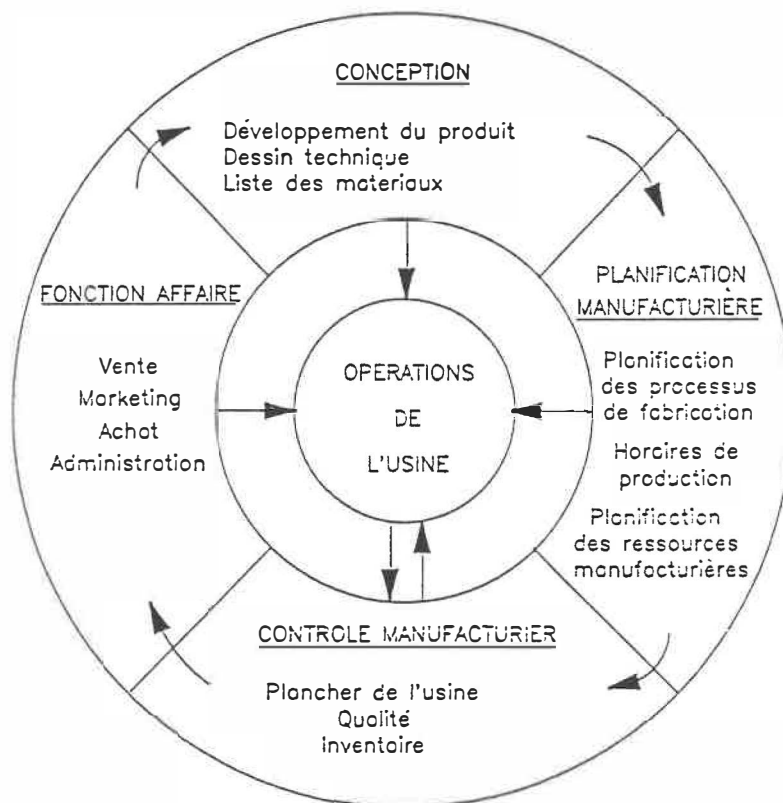 CONCEPTION
Développement du produit
Dessin technique
Liste des materiaux
FONCTION AFFAIRE
Vente
Marketing
Achat
Administration
OPERATIONS
DE
L'USINE
PLANIFICATION
MANUFACTURIÈRE
Planification
des processus
de fabrication
Horaires de
production
Planification
des ressources
manufacturières
CONTROLE MANUFACTURIER
Plancher de l'usine
Qualité
Inventaire